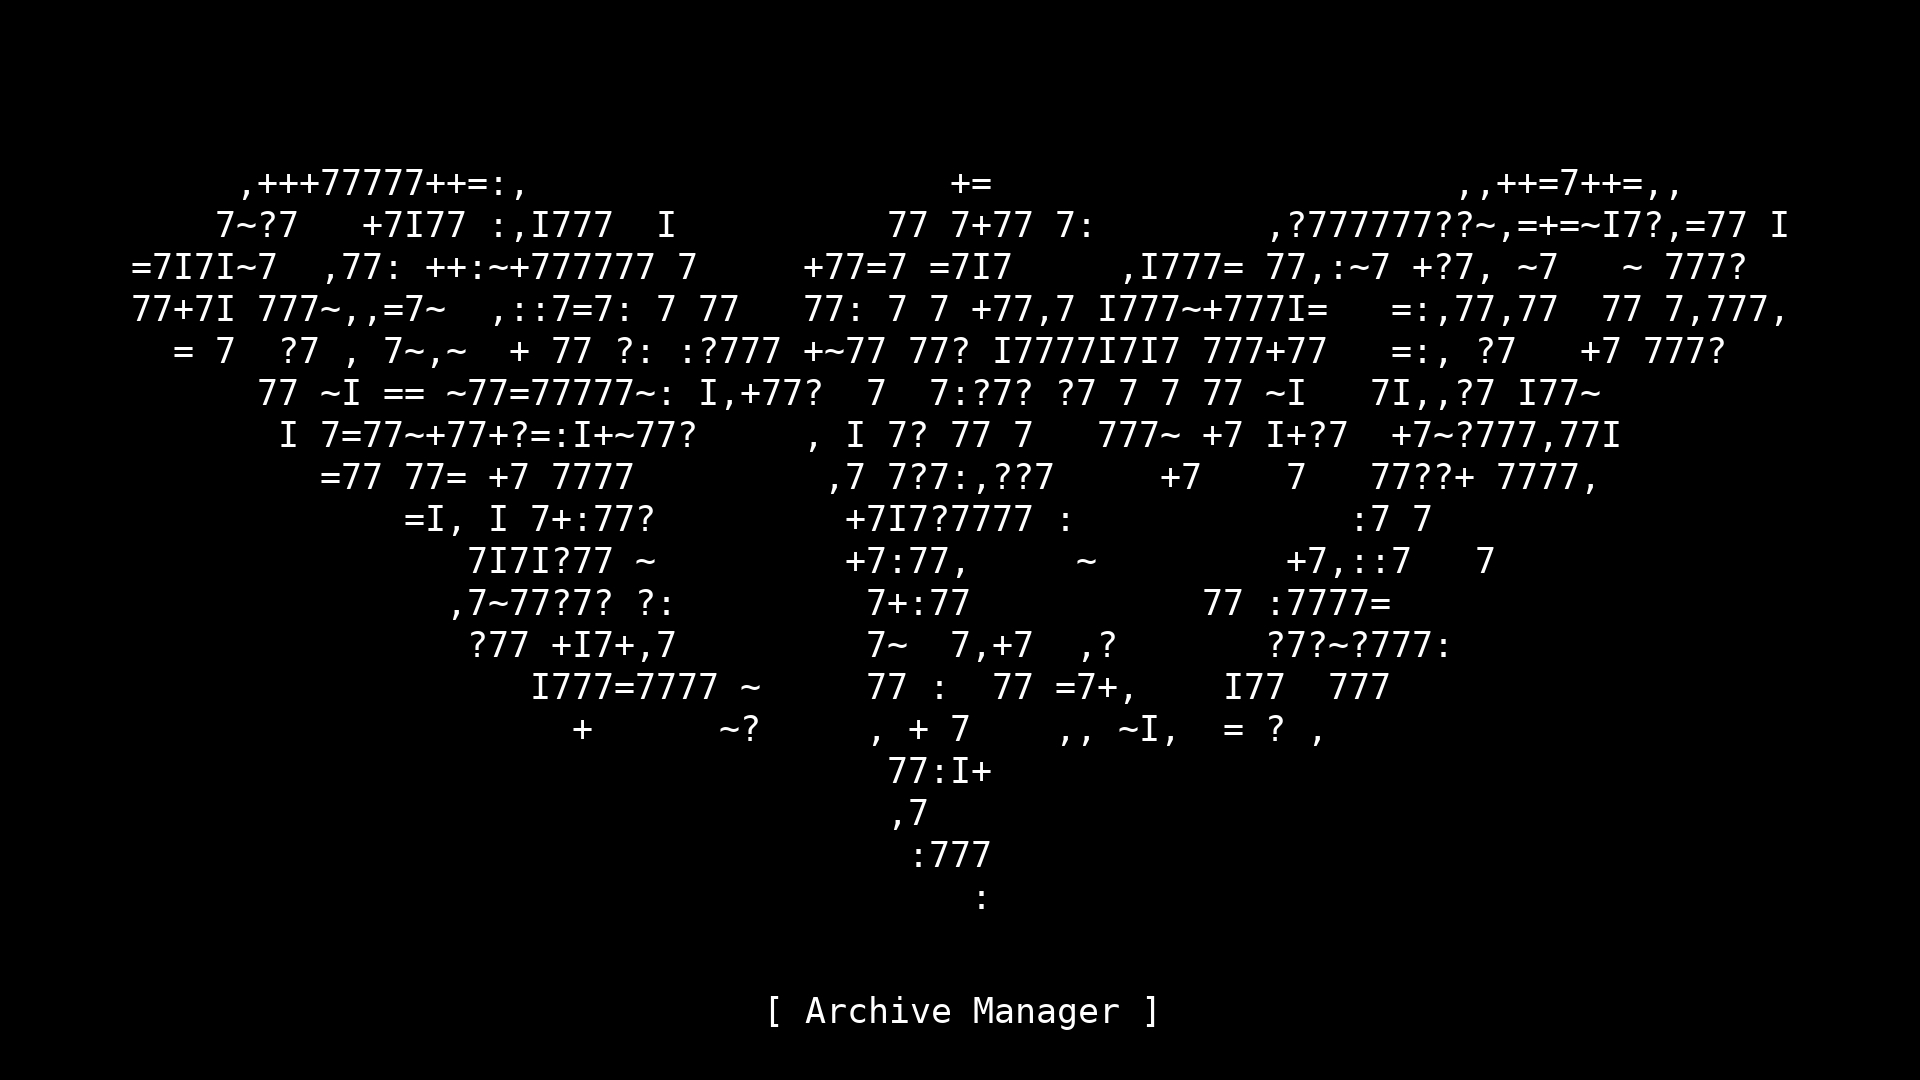 ,+++77777++=:,                    +=                      ,,++=7++=,,
    7~?7   +7I77 :,I777  I          77 7+77 7:        ,?777777??~,=+=~I7?,=77 I
=7I7I~7  ,77: ++:~+777777 7     +77=7 =7I7     ,I777= 77,:~7 +?7, ~7   ~ 777?
77+7I 777~,,=7~  ,::7=7: 7 77   77: 7 7 +77,7 I777~+777I=   =:,77,77  77 7,777,
  = 7  ?7 , 7~,~  + 77 ?: :?777 +~77 77? I7777I7I7 777+77   =:, ?7   +7 777?
      77 ~I == ~77=77777~: I,+77?  7  7:?7? ?7 7 7 77 ~I   7I,,?7 I77~
       I 7=77~+77+?=:I+~77?     , I 7? 77 7   777~ +7 I+?7  +7~?777,77I
         =77 77= +7 7777         ,7 7?7:,??7     +7    7   77??+ 7777,
             =I, I 7+:77?         +7I7?7777 :             :7 7
                7I7I?77 ~         +7:77,     ~         +7,::7   7
               ,7~77?7? ?:         7+:77           77 :7777=
                ?77 +I7+,7         7~  7,+7  ,?       ?7?~?777:
                   I777=7777 ~     77 :  77 =7+,    I77  777
                     +      ~?     , + 7    ,, ~I,  = ? ,
                                    77:I+
                                    ,7
                                     :777
                                        :
[ Archive Manager ]